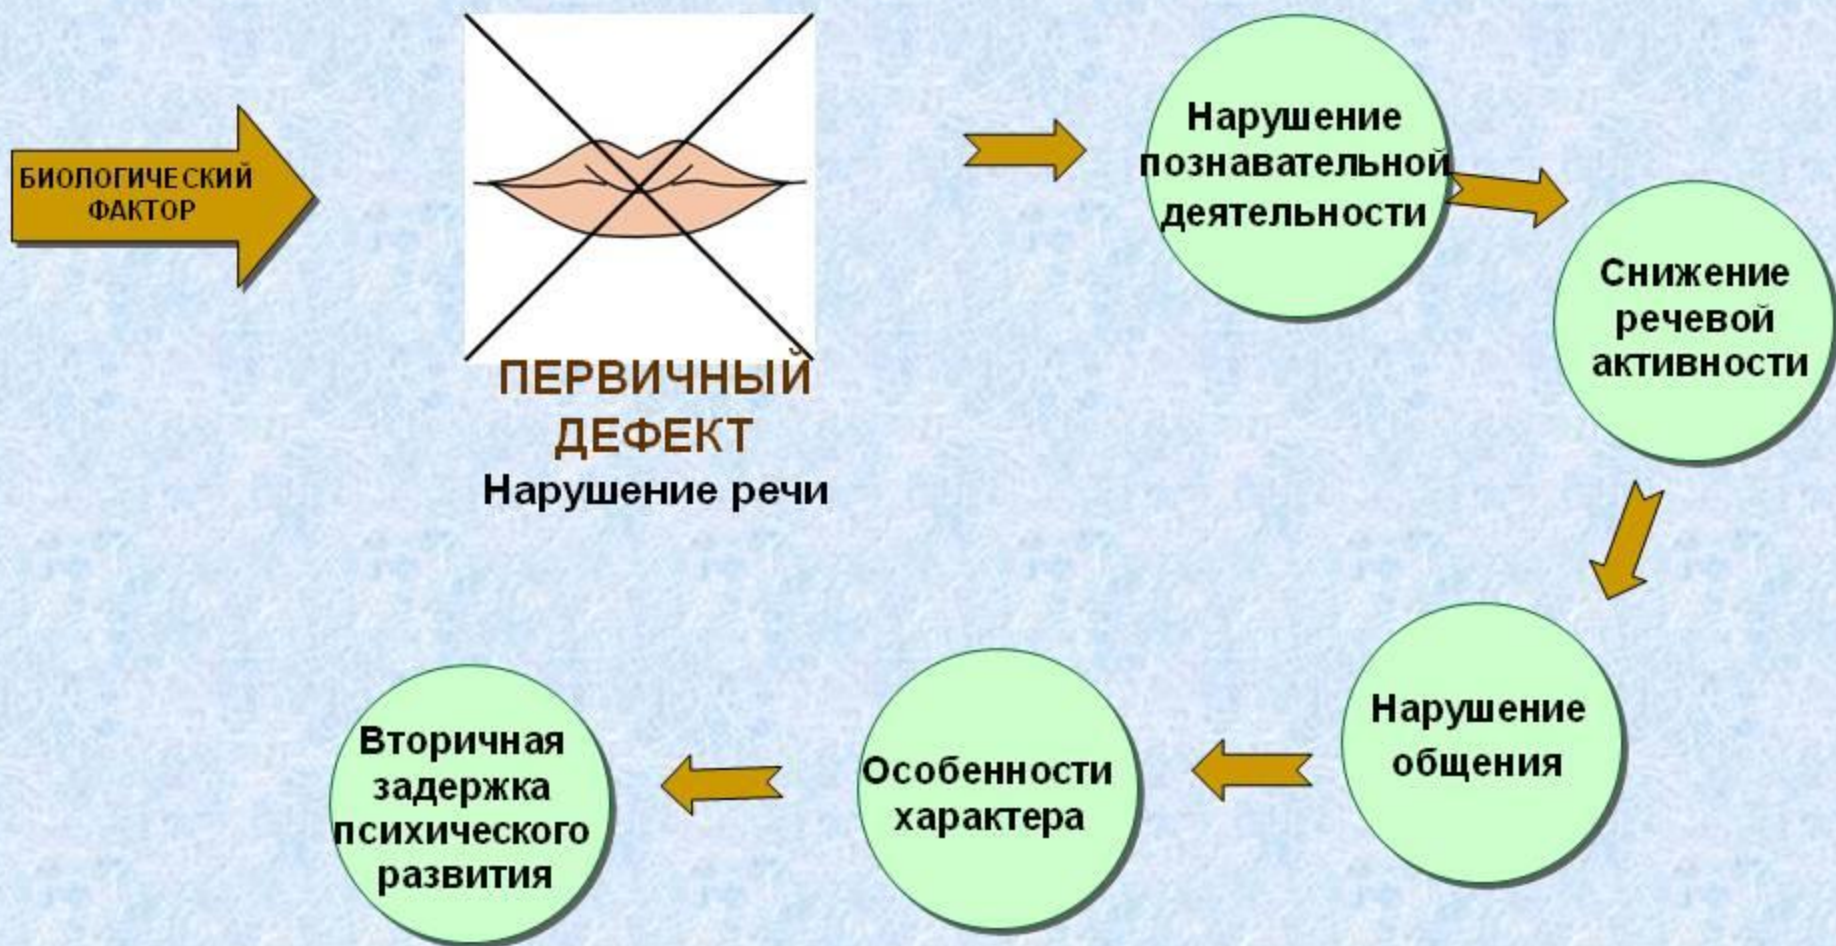 БИОЛОГИЧЕСКИЙ
ФАКТОР
ПЕРВИЧНЫЙ
ДЕФЕКТ
Нарушение речи
Нарушение
познавательной
деятельности
Снижение
речевой
активности
Нарушение
общения
Особенности
характера
Вторичная
задержка
психического
развития